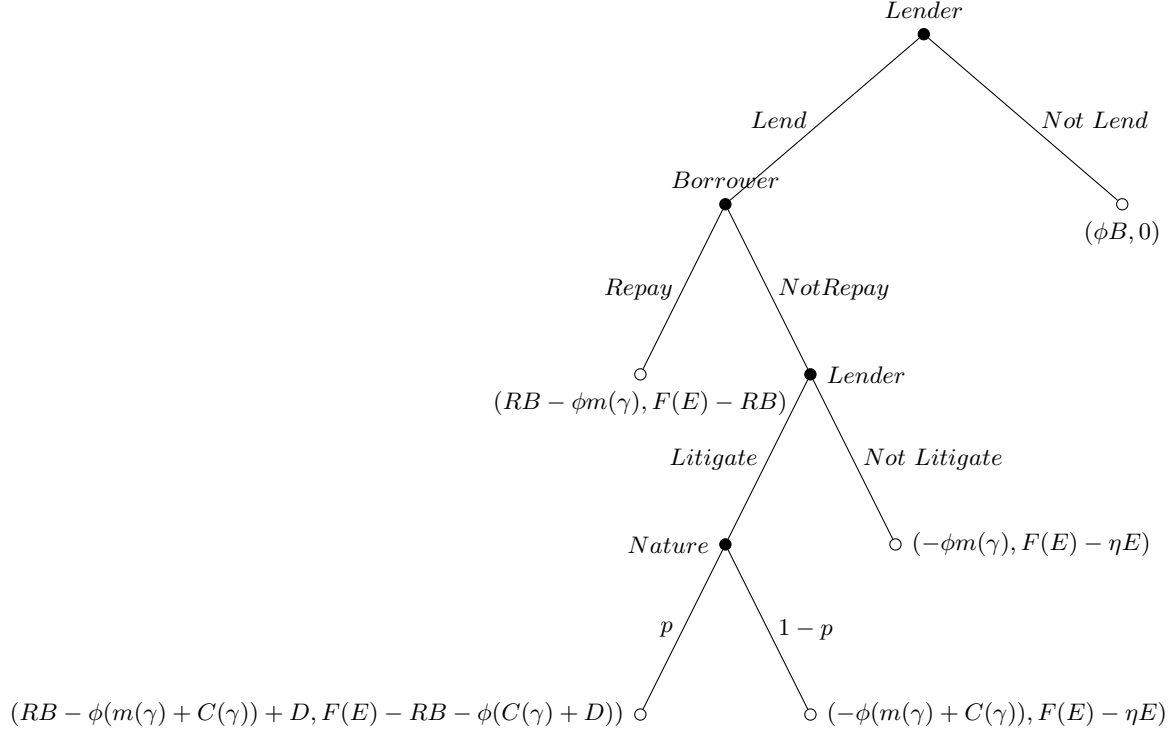 Lender
Lend
Not Lend
Borrower
(ϕB, 0)
Repay
NotRepay
Lender
(RB − ϕm(γ), F(E) − RB)
Litigate
Not Litigate
Nature
(−ϕm(γ), F(E) − ηE)
p
1 − p
(RB − ϕ(m(γ) + C(γ)) + D, F(E) − RB − ϕ(C(γ) + D))
(−ϕ(m(γ) + C(γ)), F(E) − ηE)